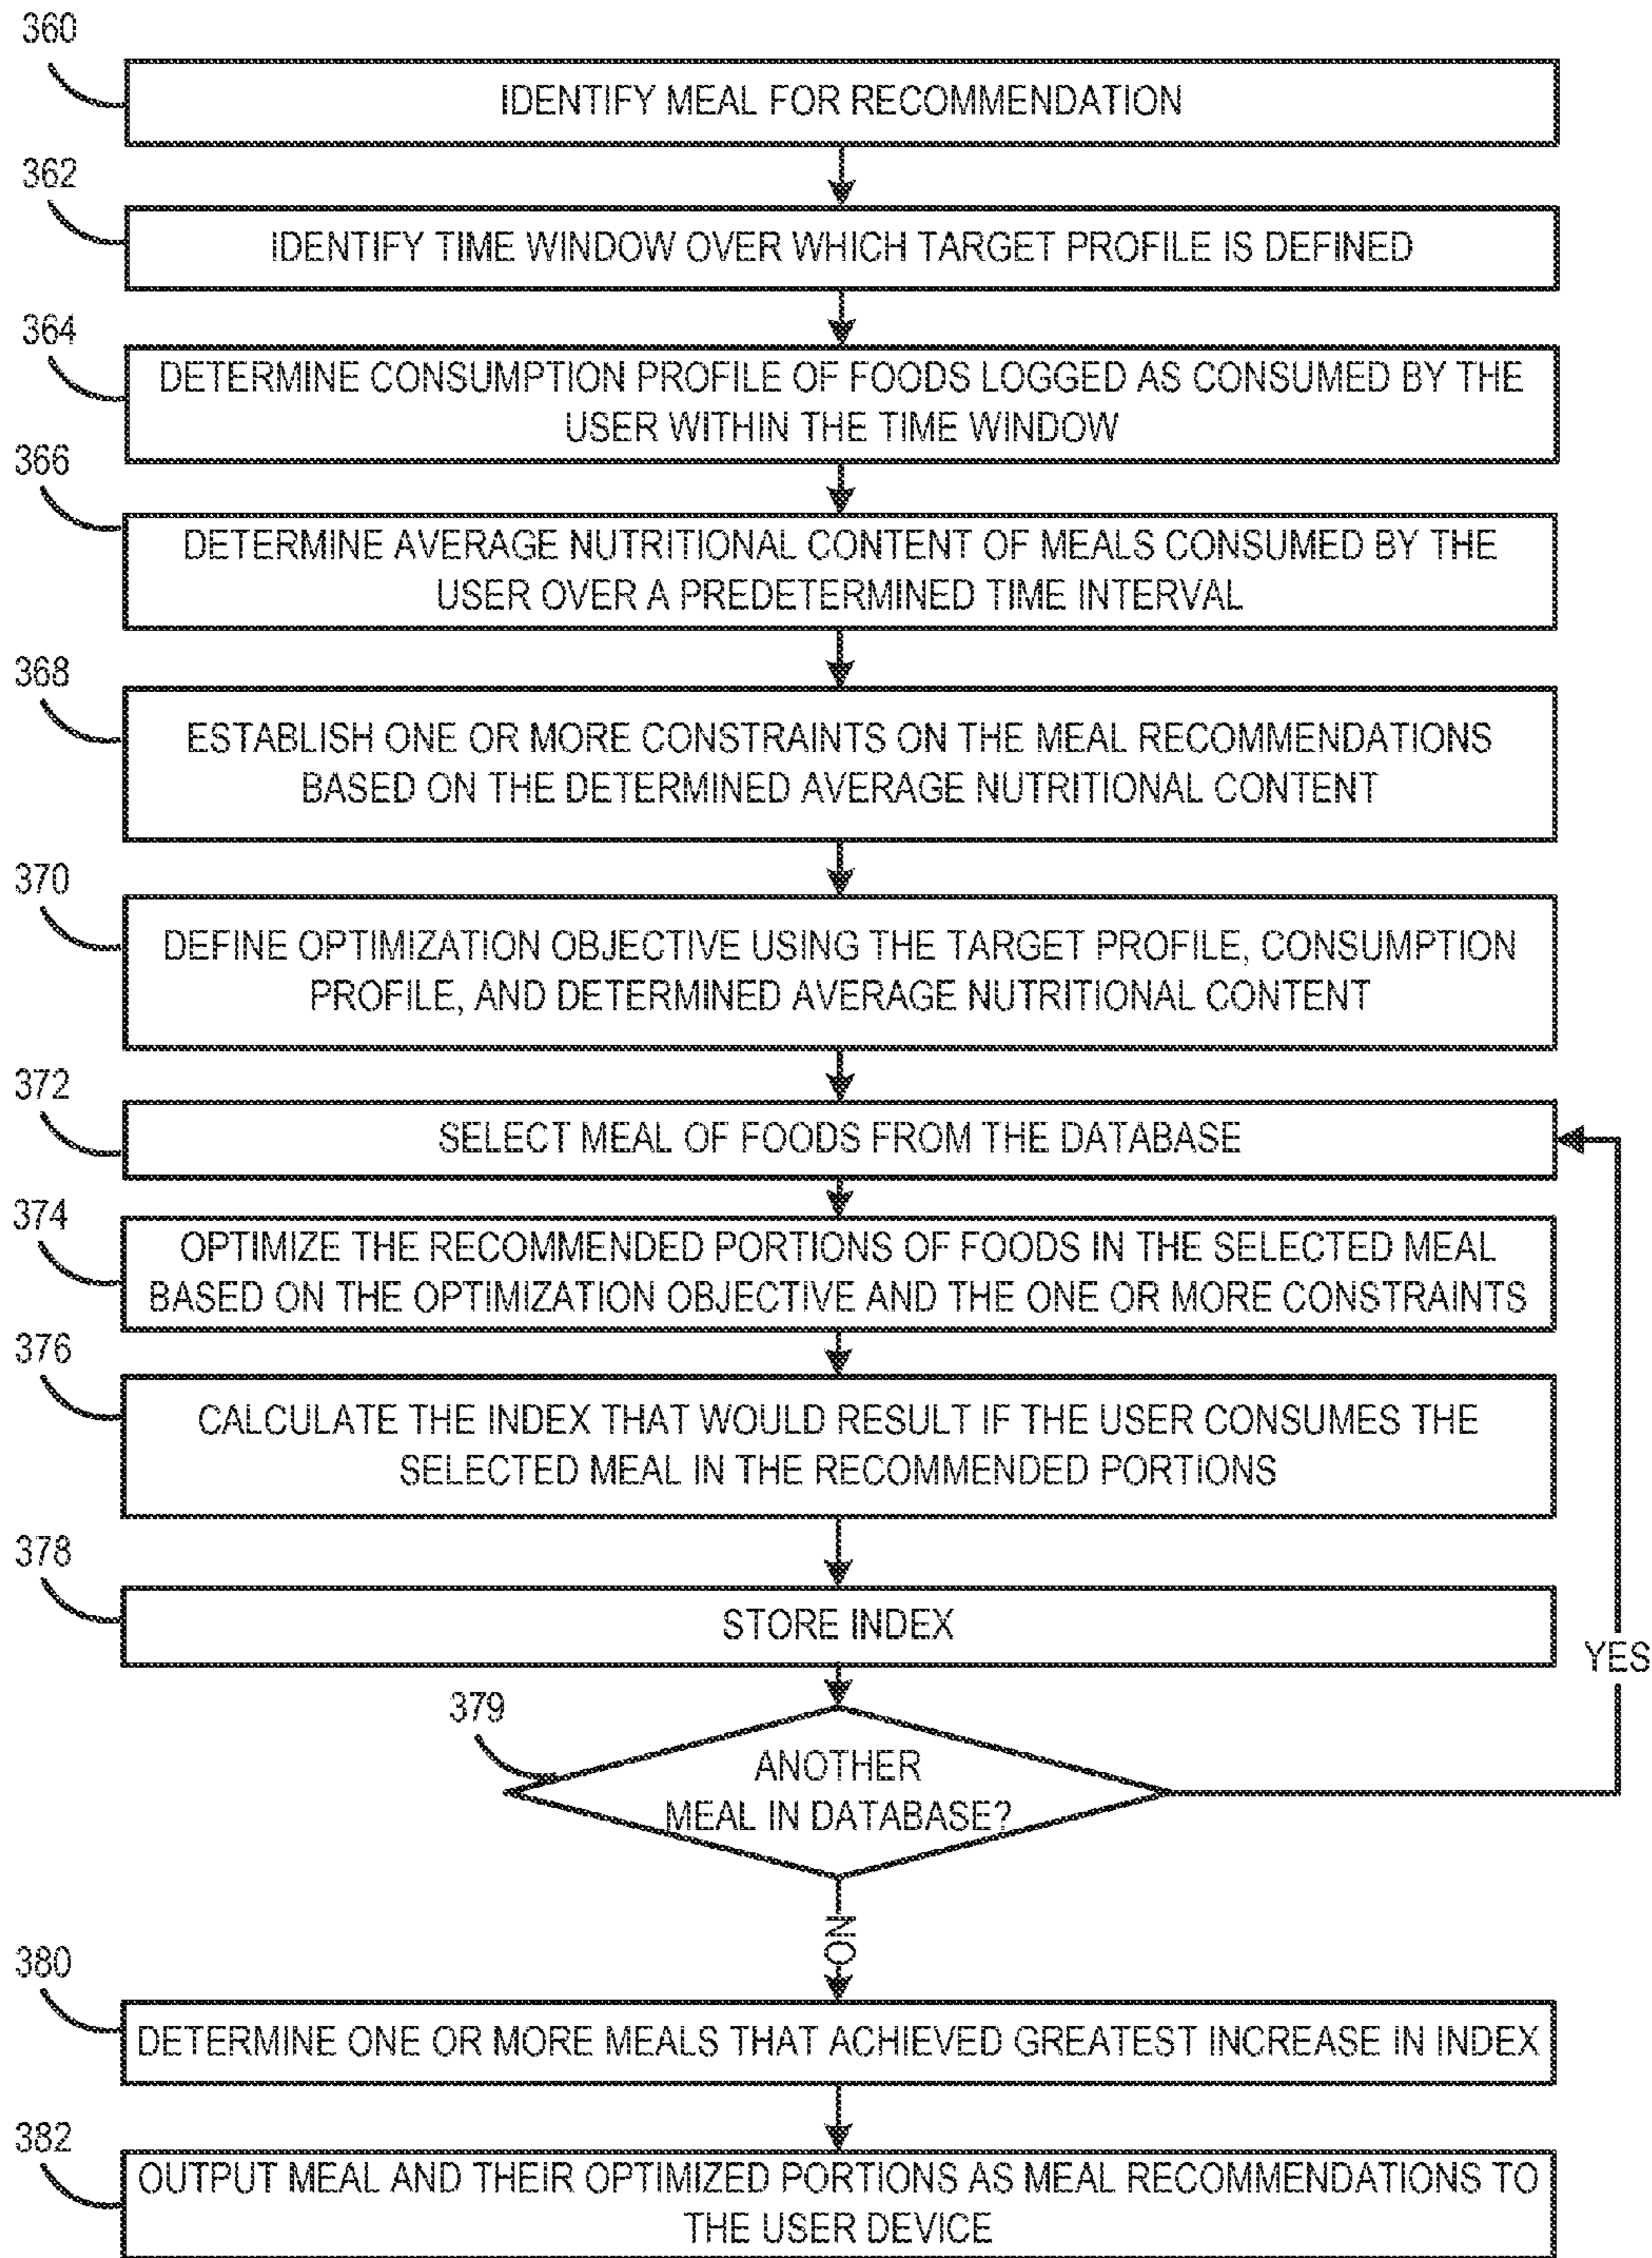 360
IDENTIFY MEAL FOR RECOMMENDATION
362
IDENTIFY TIME WINDOW OVER WHICH TARGET PROFILE IS DEFINED
364
DETERMINE CONSUMPTION PROFILE OF FOODS LOGGED AS CONSUMED BY THE
USER WITHIN THE TIME WINDOW
366
DETERMINE AVERAGE NUTRITIONAL CONTENT OF MEALS CONSUMED BY THE
USER OVER A PREDETERMINED TIME INTERVAL
368
ESTABLISH ONE OR MORE CONSTRAINTS ON THE MEAL RECOMMENDATIONS
BASED ON THE DETERMINED AVERAGE NUTRITIONAL CONTENT
370
DEFINE OPTIMIZATION OBJECTIVE USING THE TARGET PROFILE, CONSUMPTION
PROFILE, AND DETERMINED AVERAGE NUTRITIONAL CONTENT
372
SELECT MEAL OF FOODS FROM THE DATABASE
374
OPTIMIZE THE RECOMMENDED PORTIONS OF FOODS IN THE SELECTED MEAL
BASED ON THE OPTIMIZATION OBJECTIVE AND THE ONE OR MORE CONSTRAINTS
376
CALCULATE THE INDEX THAT WOULD RESULT IF THE USER CONSUMES THE
SELECTED MEAL IN THE RECOMMENDED PORTIONS
378
STORE INDEX
YES
379
ANOTHER
MEAL IN DATABASE?
NO
380
DETERMINE ONE OR MORE MEALS THAT ACHIEVED GREATEST INCREASE IN INDEX
382
OUTPUT MEAL AND THEIR OPTIMIZED PORTIONS AS MEAL RECOMMENDATIONS TO
THE USER DEVICE